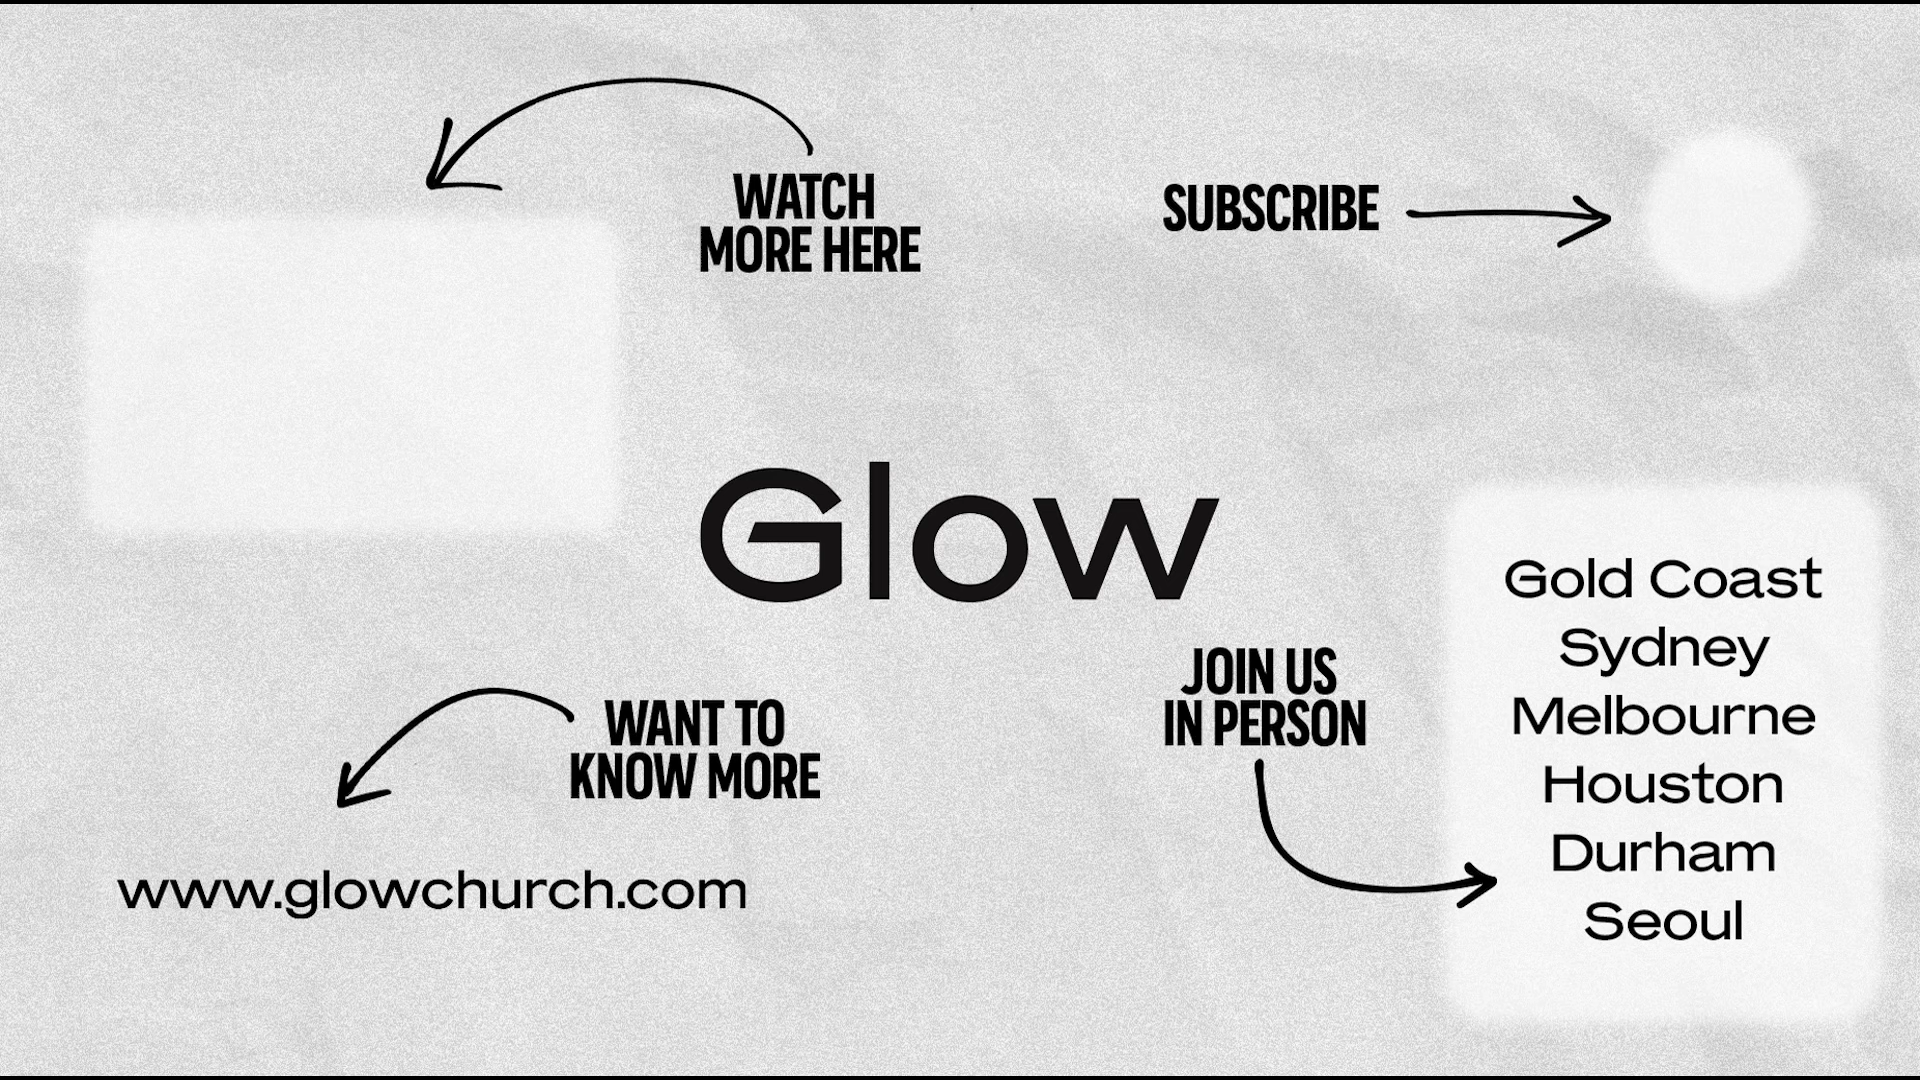 WATCH
MORE HERE
SUBSCRIBE
Glow
WANT TO
KNOW MORE
www.glowchurch.com
JOIN US
IN PERSON
Gold Coast
Sydney
Melbourne
Houston
Durham
Seoul